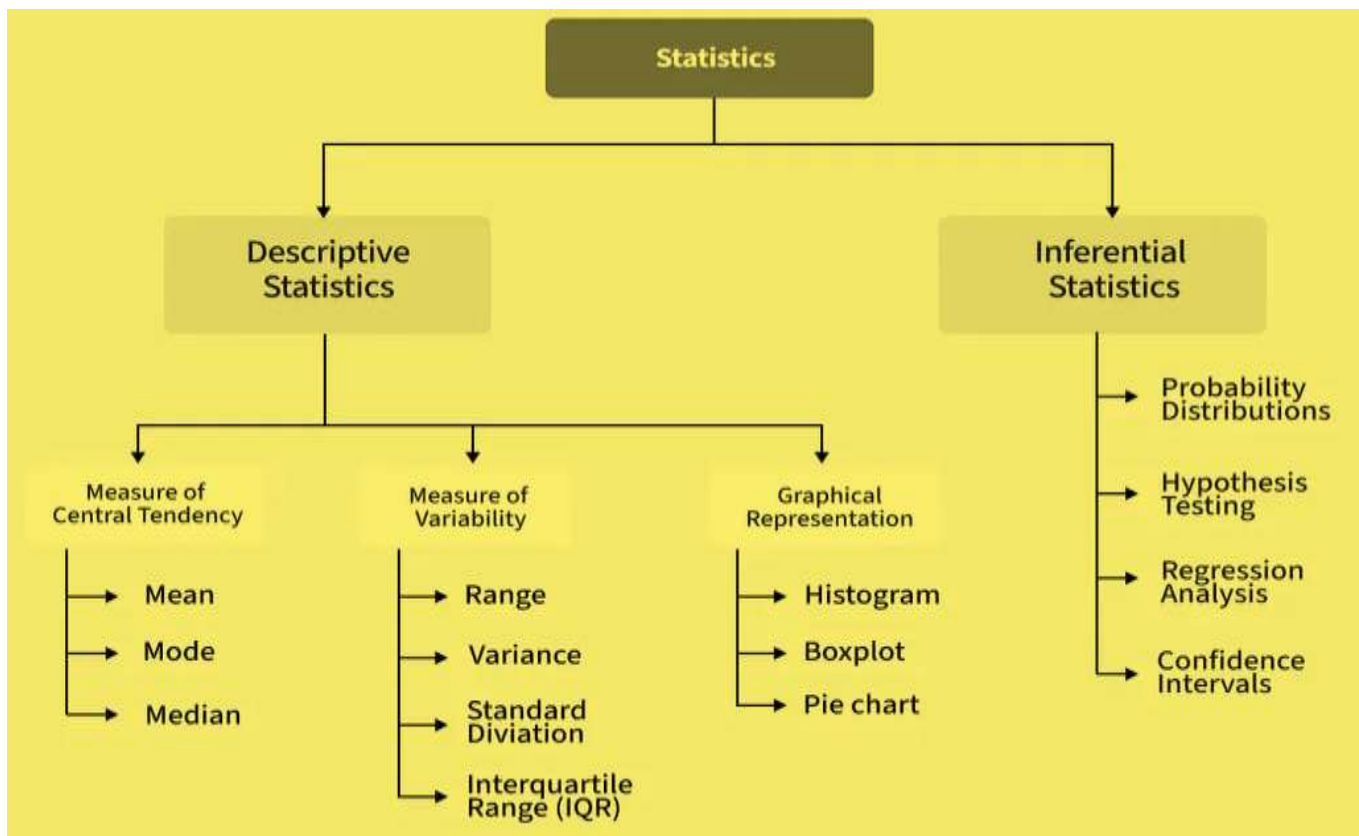 Statistics
Descriptive
Statistics
Inferential
Statistics
Measure of
Central Tendency
Mean
Mode
Median
Measure of
Variability
Range
Variance
Standard
Diviation
Interquartile
Range (IQR)
Graphical
Representation
Histogram
Boxplot
Pie chart
Probability
Distributions
Hypothesis
Testing
Regression
Analysis
Confidence
Intervals